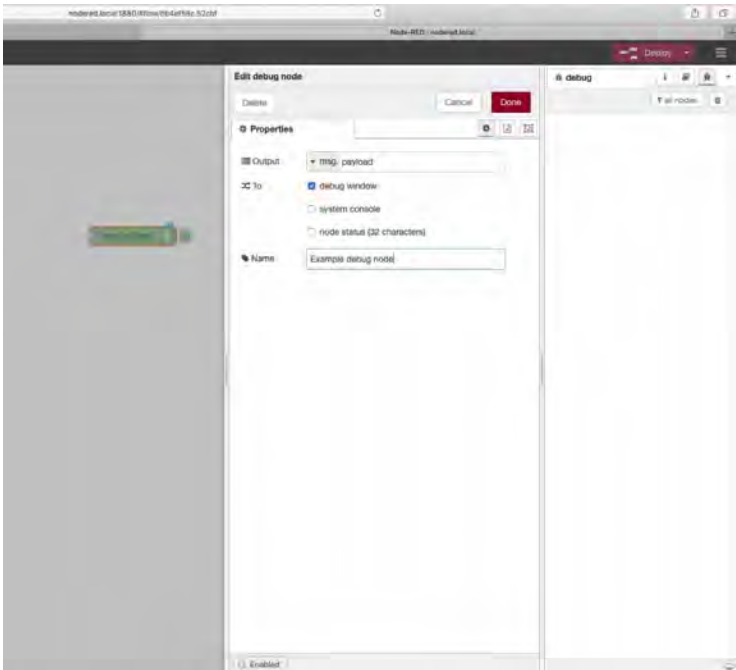 Node-RED : nodered.local
Deploy
Edit debug node
Delete
Cancel
Done
Properties
Output
msg. payload
To
debug window
system console
node status (32 characters)
Name
Example debug node
Enabled
debug
i
all nodes